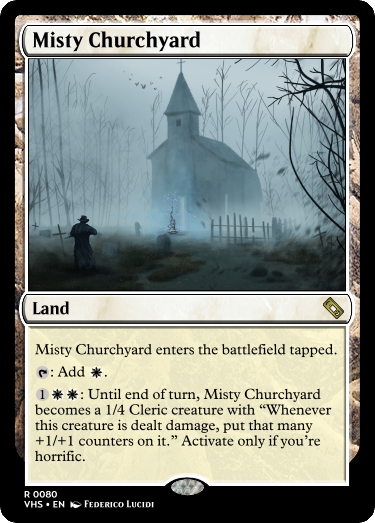 Misty Churchyard
Land
Misty Churchyard enters the battlefield tapped.
: Add .
1 : Until end of turn, Misty Churchyard
becomes a 1/4 Cleric creature with “Whenever
this creature is dealt damage, put that many
+1/+1 counters on it.” Activate only if you’re
horrific.
R 0080
VHS • EN Federico Lucidi